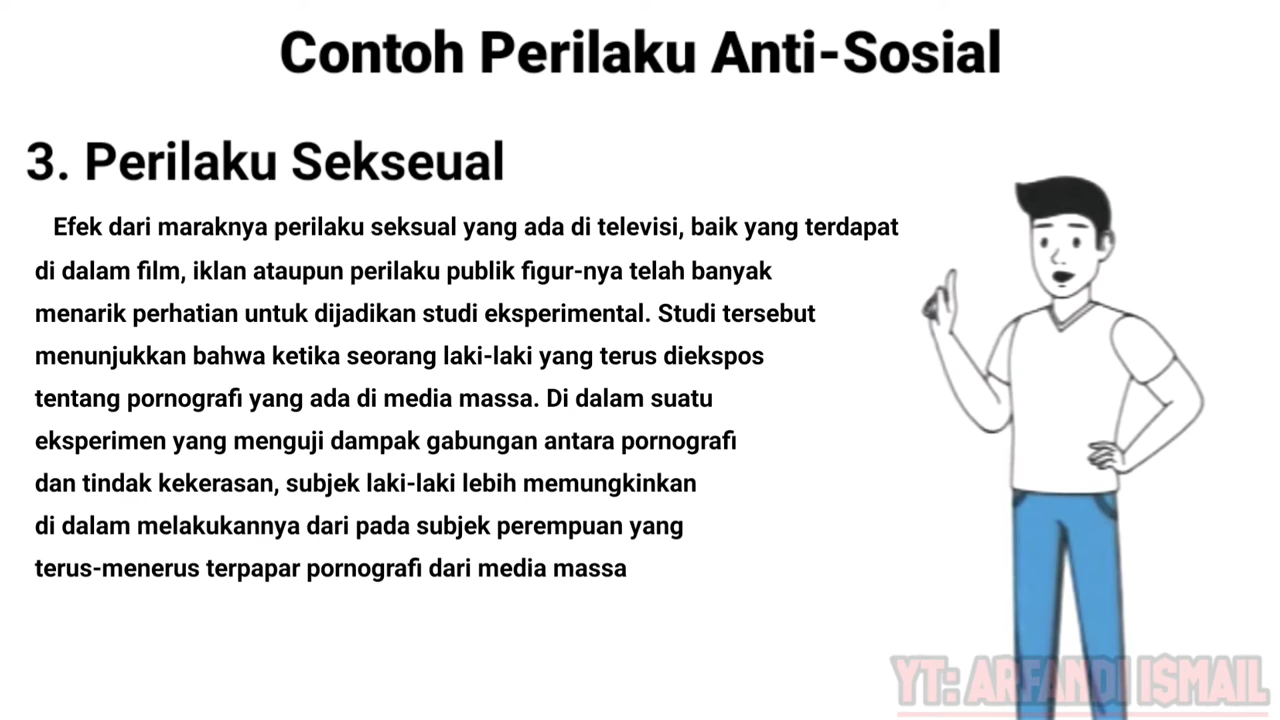 Contoh Perilaku Anti-Sosial
3. Perilaku Sekseual
Efek dari maraknya perilaku seksual yang ada di televisi, baik yang terdapat
di dalam film, iklan ataupun perilaku publik figur-nya telah banyak
menarik perhatian untuk dijadikan studi eksperimental. Studi tersebut
menunjukkan bahwa ketika seorang laki-laki yang terus diekspos
tentang pornografi yang ada di media massa. Di dalam suatu
eksperimen yang menguji dampak gabungan antara pornografi
dan tindak kekerasan, subjek laki-laki lebih memungkinkan
di dalam melakukannya dari pada subjek perempuan yang
terus-menerus terpapar pornografi dari media massa
YT: ARFANDI ISMAIL